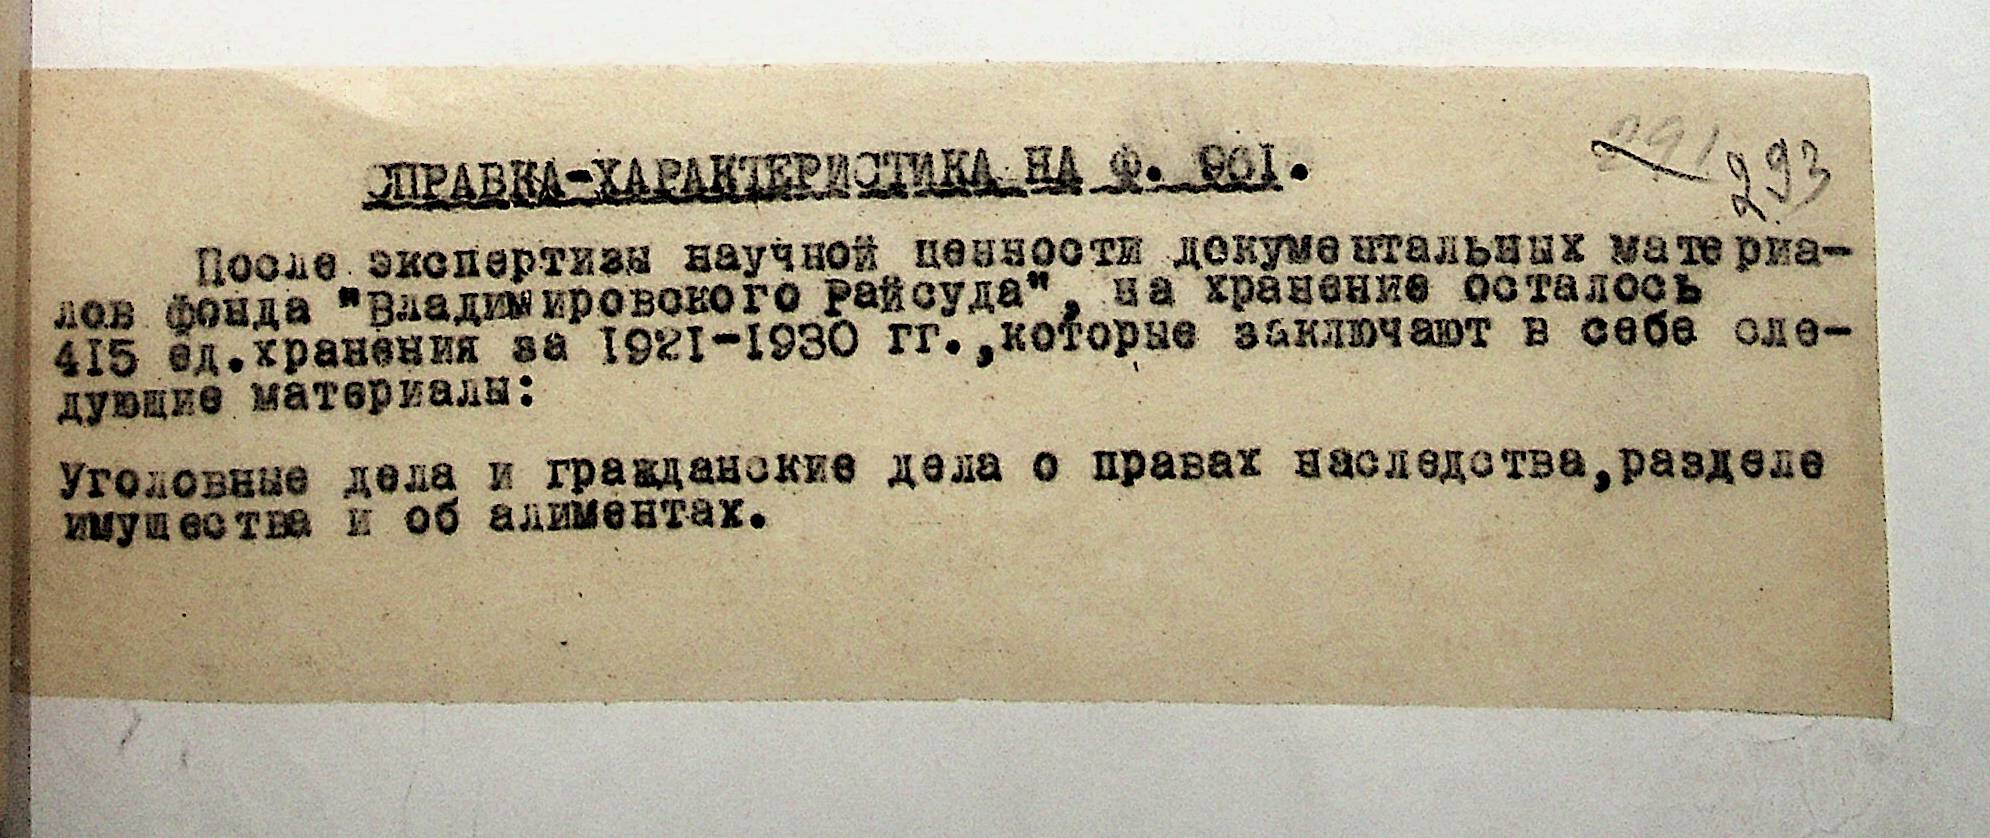 291 293
СПРАВКА-ХАРАКТЕРИСТИКА НА Ф. 961.
После экспертизы научной ценности документальных материа-
лов фонда "Владимировского Райсуда", на хранение осталось
415 ед.хранения за 1921-1930 гг.,которые заключают в себе сле-
дующие материалы:
Уголовные дела и гражданские дела о правах наследства,разделе
имущества и об алиментах.